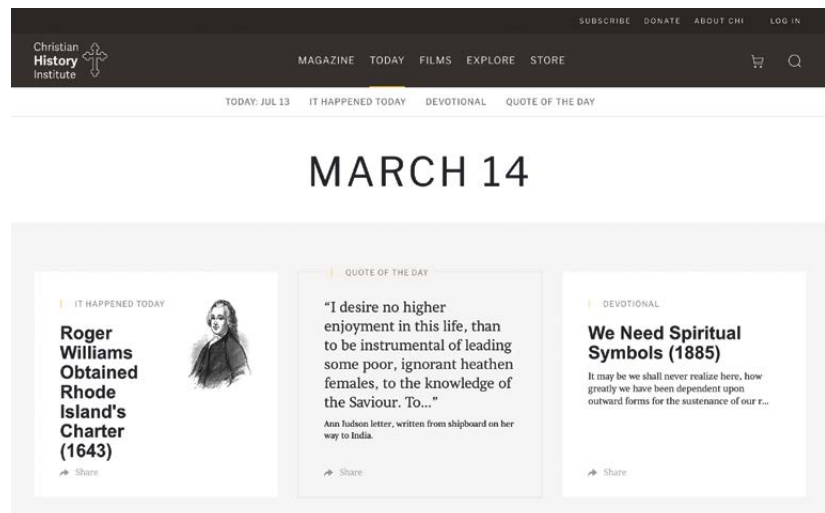 SUBSCRIBE DONATE ABOUT CHI LOG IN
Christian
History
Institute
MAGAZINE TODAY FILMS EXPLORE STORE
TODAY: JUL 13 IT HAPPENED TODAY DEVOTIONAL QUOTE OF THE DAY
MARCH 14
IT HAPPENED TODAY
Roger
Williams
Obtained
Rhode
Island's
Charter
(1643)
Share
QUOTE OF THE DAY
“I desire no higher
enjoyment in this life, than
to be instrumental of leading
some poor, ignorant heathen
females, to the knowledge of
the Saviour. To...”
Ann Judson letter, written from shipboard on her
way to India.
Share
DEVOTIONAL
We Need Spiritual
Symbols (1885)
It may be we shall never realize here, how
greatly we have been dependent upon
outward forms for the sustenance of our r...
Share